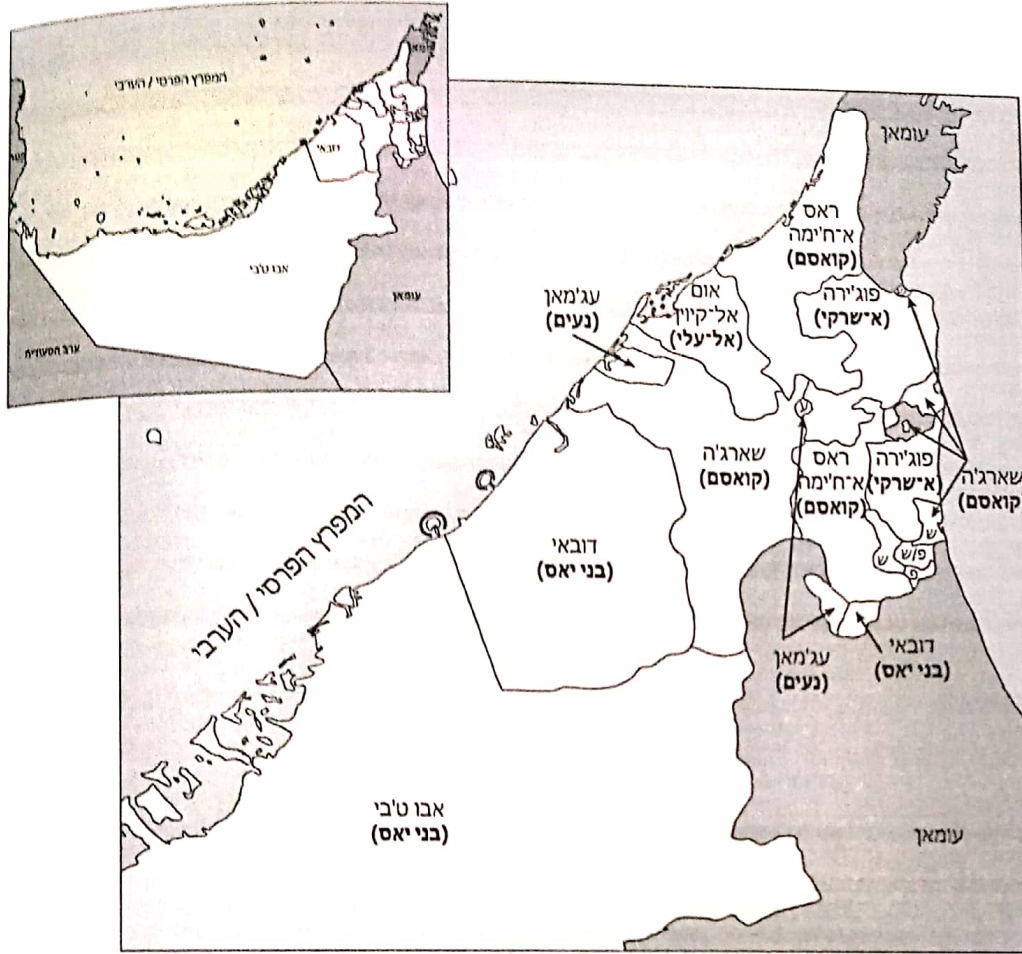 המפרץ הפרסי / הערבי
דובאי
אבו ט'בי
עומאן
ערב הסעודית
עומאן
ראס
א־ח'ימה
(קואסם)
פוג'ירה
(א־שרקי)
אום
אל־קיווין
(אל־עלי)
עג'מאן
(נעים)
שארג'ה
(קואסם)
ראס
א־ח'ימה
(קואסם)
פוג'ירה
(א־שרקי)
שארג'ה
(קואסם)
ש
ש
פ/ש
פ
ע
דובאי
(בני יאס)
המפרץ הפרסי / הערבי
עג'מאן
(נעים)
דובאי
(בני יאס)
אבו ט'בי
(בני יאס)
עומאן